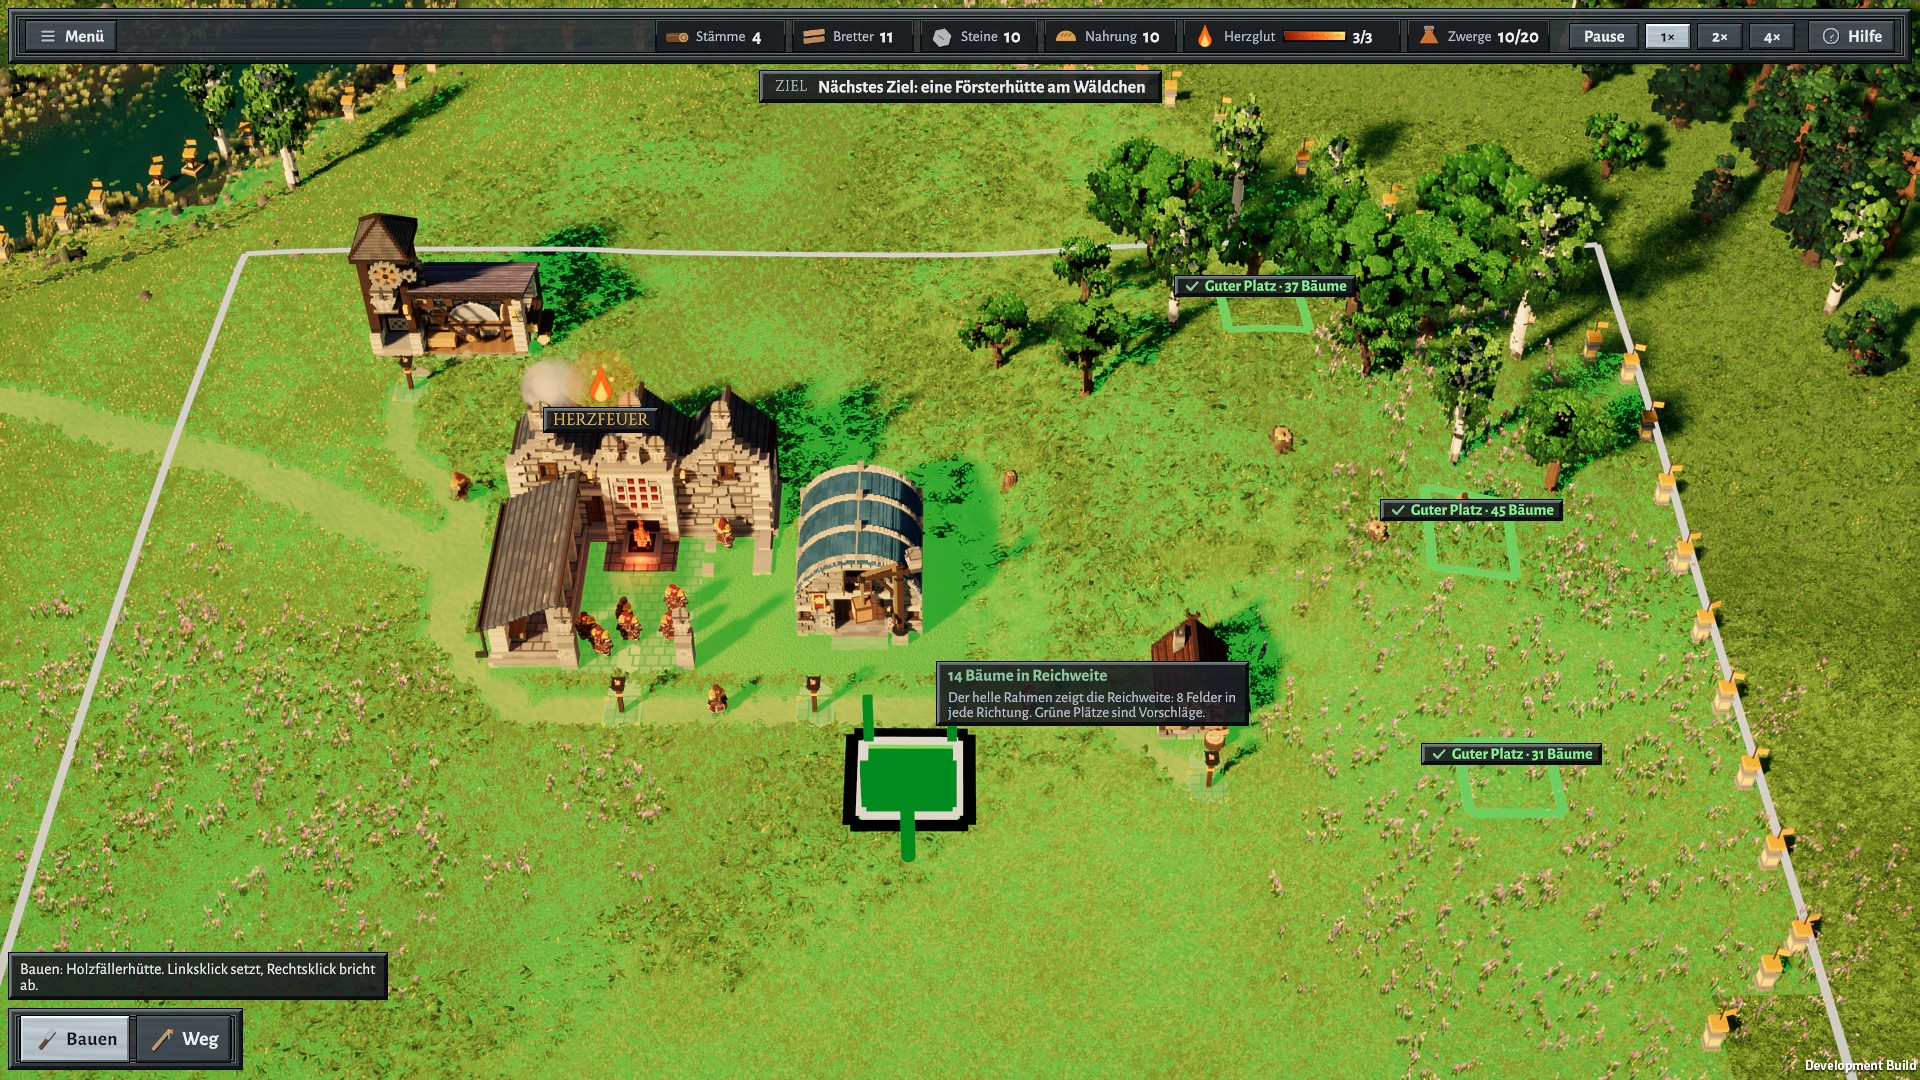 Menü
Stämme 4
Bretter 11
Steine 10
Nahrung 10
Herzglut 3/3
Zwerge 10/20
Pause
1×
2×
4×
Hilfe
ZIEL Nächstes Ziel: eine Försterhütte am Wäldchen
Guter Platz · 37 Bäume
HERZFEUER
Guter Platz · 45 Bäume
14 Bäume in Reichweite
Der helle Rahmen zeigt die Reichweite: 8 Felder in
jede Richtung. Grüne Plätze sind Vorschläge.
Guter Platz · 31 Bäume
Bauen: Holzfällerhütte. Linksklick setzt, Rechtsklick bricht
ab.
Bauen
Weg
Development Build